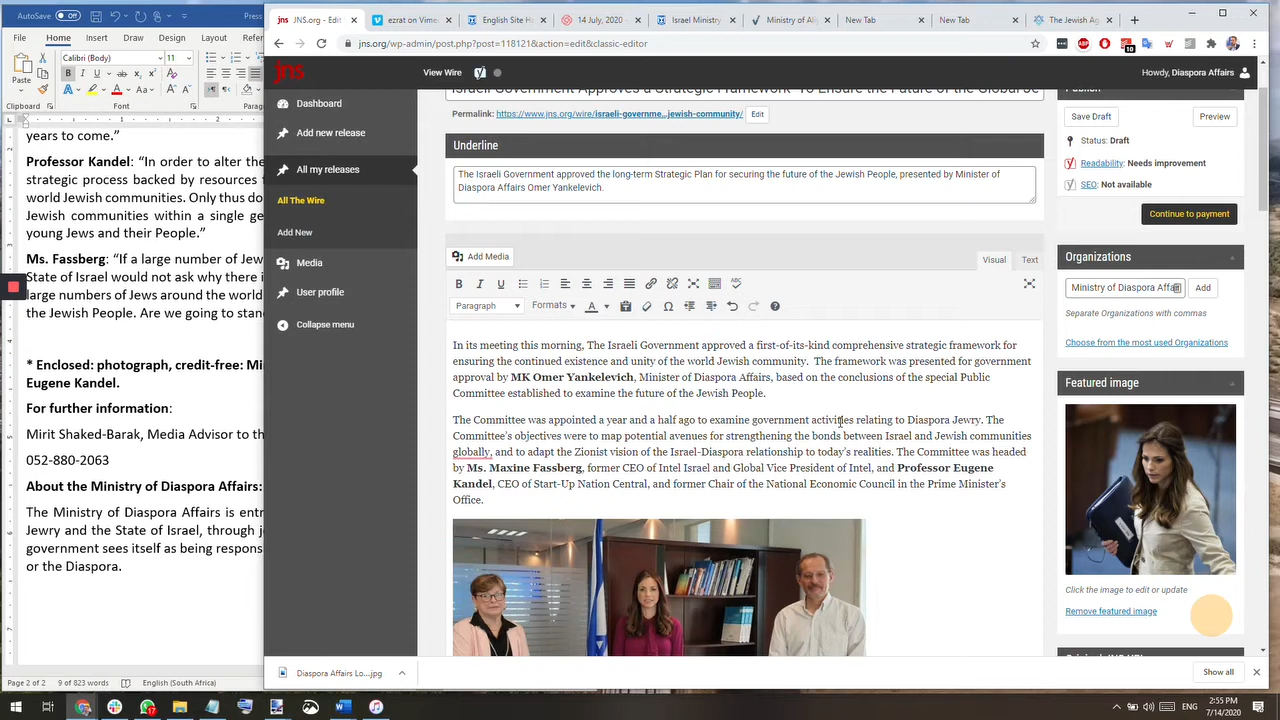 AutoSave Off
Press
File Home Insert Draw Design Layout
Calibri (Body) 11
Paste
Clipboard Font
years to come.”
Professor Kandel: “In order to alter the
strategic process backed by resources
world Jewish communities. Only thus do
Jewish communities within a single ge
young Jews and their People.”
Ms. Fassberg: “If a large number of Jew
State of Israel would not ask why there i
large numbers of Jews around the world
the Jewish People. Are we going to stan
* Enclosed: photograph, credit-free: Mi
Eugene Kandel.
For further information:
Mirit Shaked-Barak, Media Advisor to th
052-880-2063
About the Ministry of Diaspora Affairs:
The Ministry of Diaspora Affairs is entr
Jewry and the State of Israel, through j
government sees itself as being respons
or the Diaspora.
Page 2 of 2 9 of 823 words English (South Africa)
JNS.org - Edit ezrat on Vime English Site H 14 July, 2020 - Israel Ministry Ministry of Ali New Tab New Tab The Jewish Ag
jns.org/wp-admin/post.php?post=118121&action=edit&classic-editor
10
jns View Wire Howdy, Diaspora Affairs
Dashboard
Add new release
All my releases
All The Wire
Add New
Media
User profile
Collapse menu
Israeli Government Approves a Strategic Framework To Ensure the Future of the Global Je
Permalink: https://www.jns.org/wire/israeli-governme…jewish-community/ Edit
Underline
The Israeli Government approved the long-term Strategic Plan for securing the future of the Jewish People, presented by Minister of
Diaspora Affairs Omer Yankelevich.
Add Media
Visual Text
B I U ABC
Paragraph Formats A
In its meeting this morning, The Israeli Government approved a first-of-its-kind comprehensive strategic framework for
ensuring the continued existence and unity of the world Jewish community. The framework was presented for government
approval by MK Omer Yankelevich, Minister of Diaspora Affairs, based on the conclusions of the special Public
Committee established to examine the future of the Jewish People.
The Committee was appointed a year and a half ago to examine government activities relating to Diaspora Jewry. The
Committee’s objectives were to map potential avenues for strengthening the bonds between Israel and Jewish communities
globally, and to adapt the Zionist vision of the Israel-Diaspora relationship to today’s realities. The Committee was headed
by Ms. Maxine Fassberg, former CEO of Intel Israel and Global Vice President of Intel, and Professor Eugene
Kandel, CEO of Start-Up Nation Central, and former Chair of the National Economic Council in the Prime Minister’s
Office.
Publish
Save Draft Preview
Status: Draft
Readability: Needs improvement
SEO: Not available
Continue to payment
Organizations
Ministry of Diaspora Affai Add
Separate Organizations with commas
Choose from the most used Organizations
Featured image
Click the image to edit or update
Remove featured image
Diaspora Affairs Lo....jpg
Show all
2:55 PM
7/14/2020